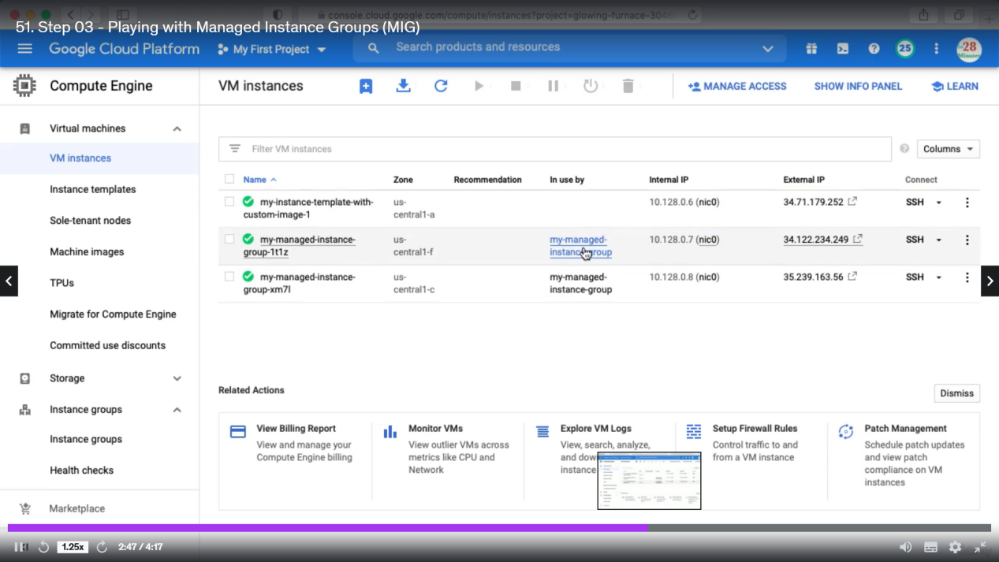 console.cloud.google.com/compute/instances?project=glowing-furnace-3046
51. Step 03 - Playing with Managed Instance Groups (MIG)
Google Cloud Platform
My First Project
Search products and resources
25
28
Minutes
Compute Engine
VM instances
MANAGE ACCESS
SHOW INFO PANEL
LEARN
Virtual machines
VM instances
Instance templates
Sole-tenant nodes
Machine images
TPUs
Migrate for Compute Engine
Committed use discounts
Storage
Instance groups
Instance groups
Health checks
Marketplace
Filter VM instances
Columns
Name Zone Recommendation In use by Internal IP External IP Connect
my-instance-template-with- us- 10.128.0.6 (nic0) 34.71.179.252 SSH
custom-image-1 central1-a
my-managed-instance- us- my-managed- 10.128.0.7 (nic0) 34.122.234.249 SSH
group-1t1z central1-f instance-group
my-managed-instance- us- my-managed- 10.128.0.8 (nic0) 35.239.163.56 SSH
group-xm7l central1-c instance-group
Related Actions
Dismiss
View Billing Report
View and manage your
Compute Engine billing
Monitor VMs
View outlier VMs across
metrics like CPU and
Network
Explore VM Logs
View, search, analyze,
and dow
instance
Setup Firewall Rules
Control traffic to and
from a VM instance
Patch Management
Schedule patch updates
and view patch
compliance on VM
instances
1.25x
2:47 / 4:17